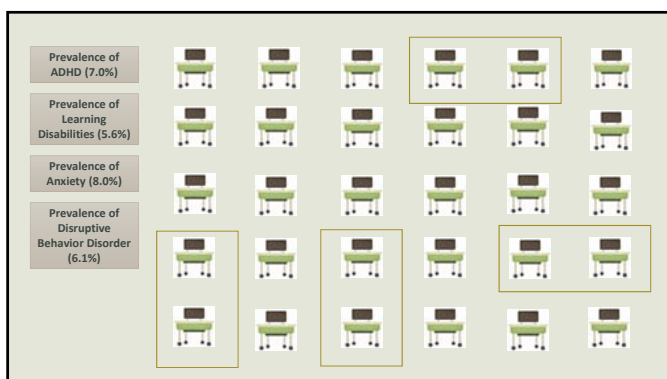 Prevalence of
ADHD (7.0%)
Prevalence of
Learning
Disabilities (5.6%)
Prevalence of
Anxiety (8.0%)
Prevalence of
Disruptive
Behavior Disorder
(6.1%)